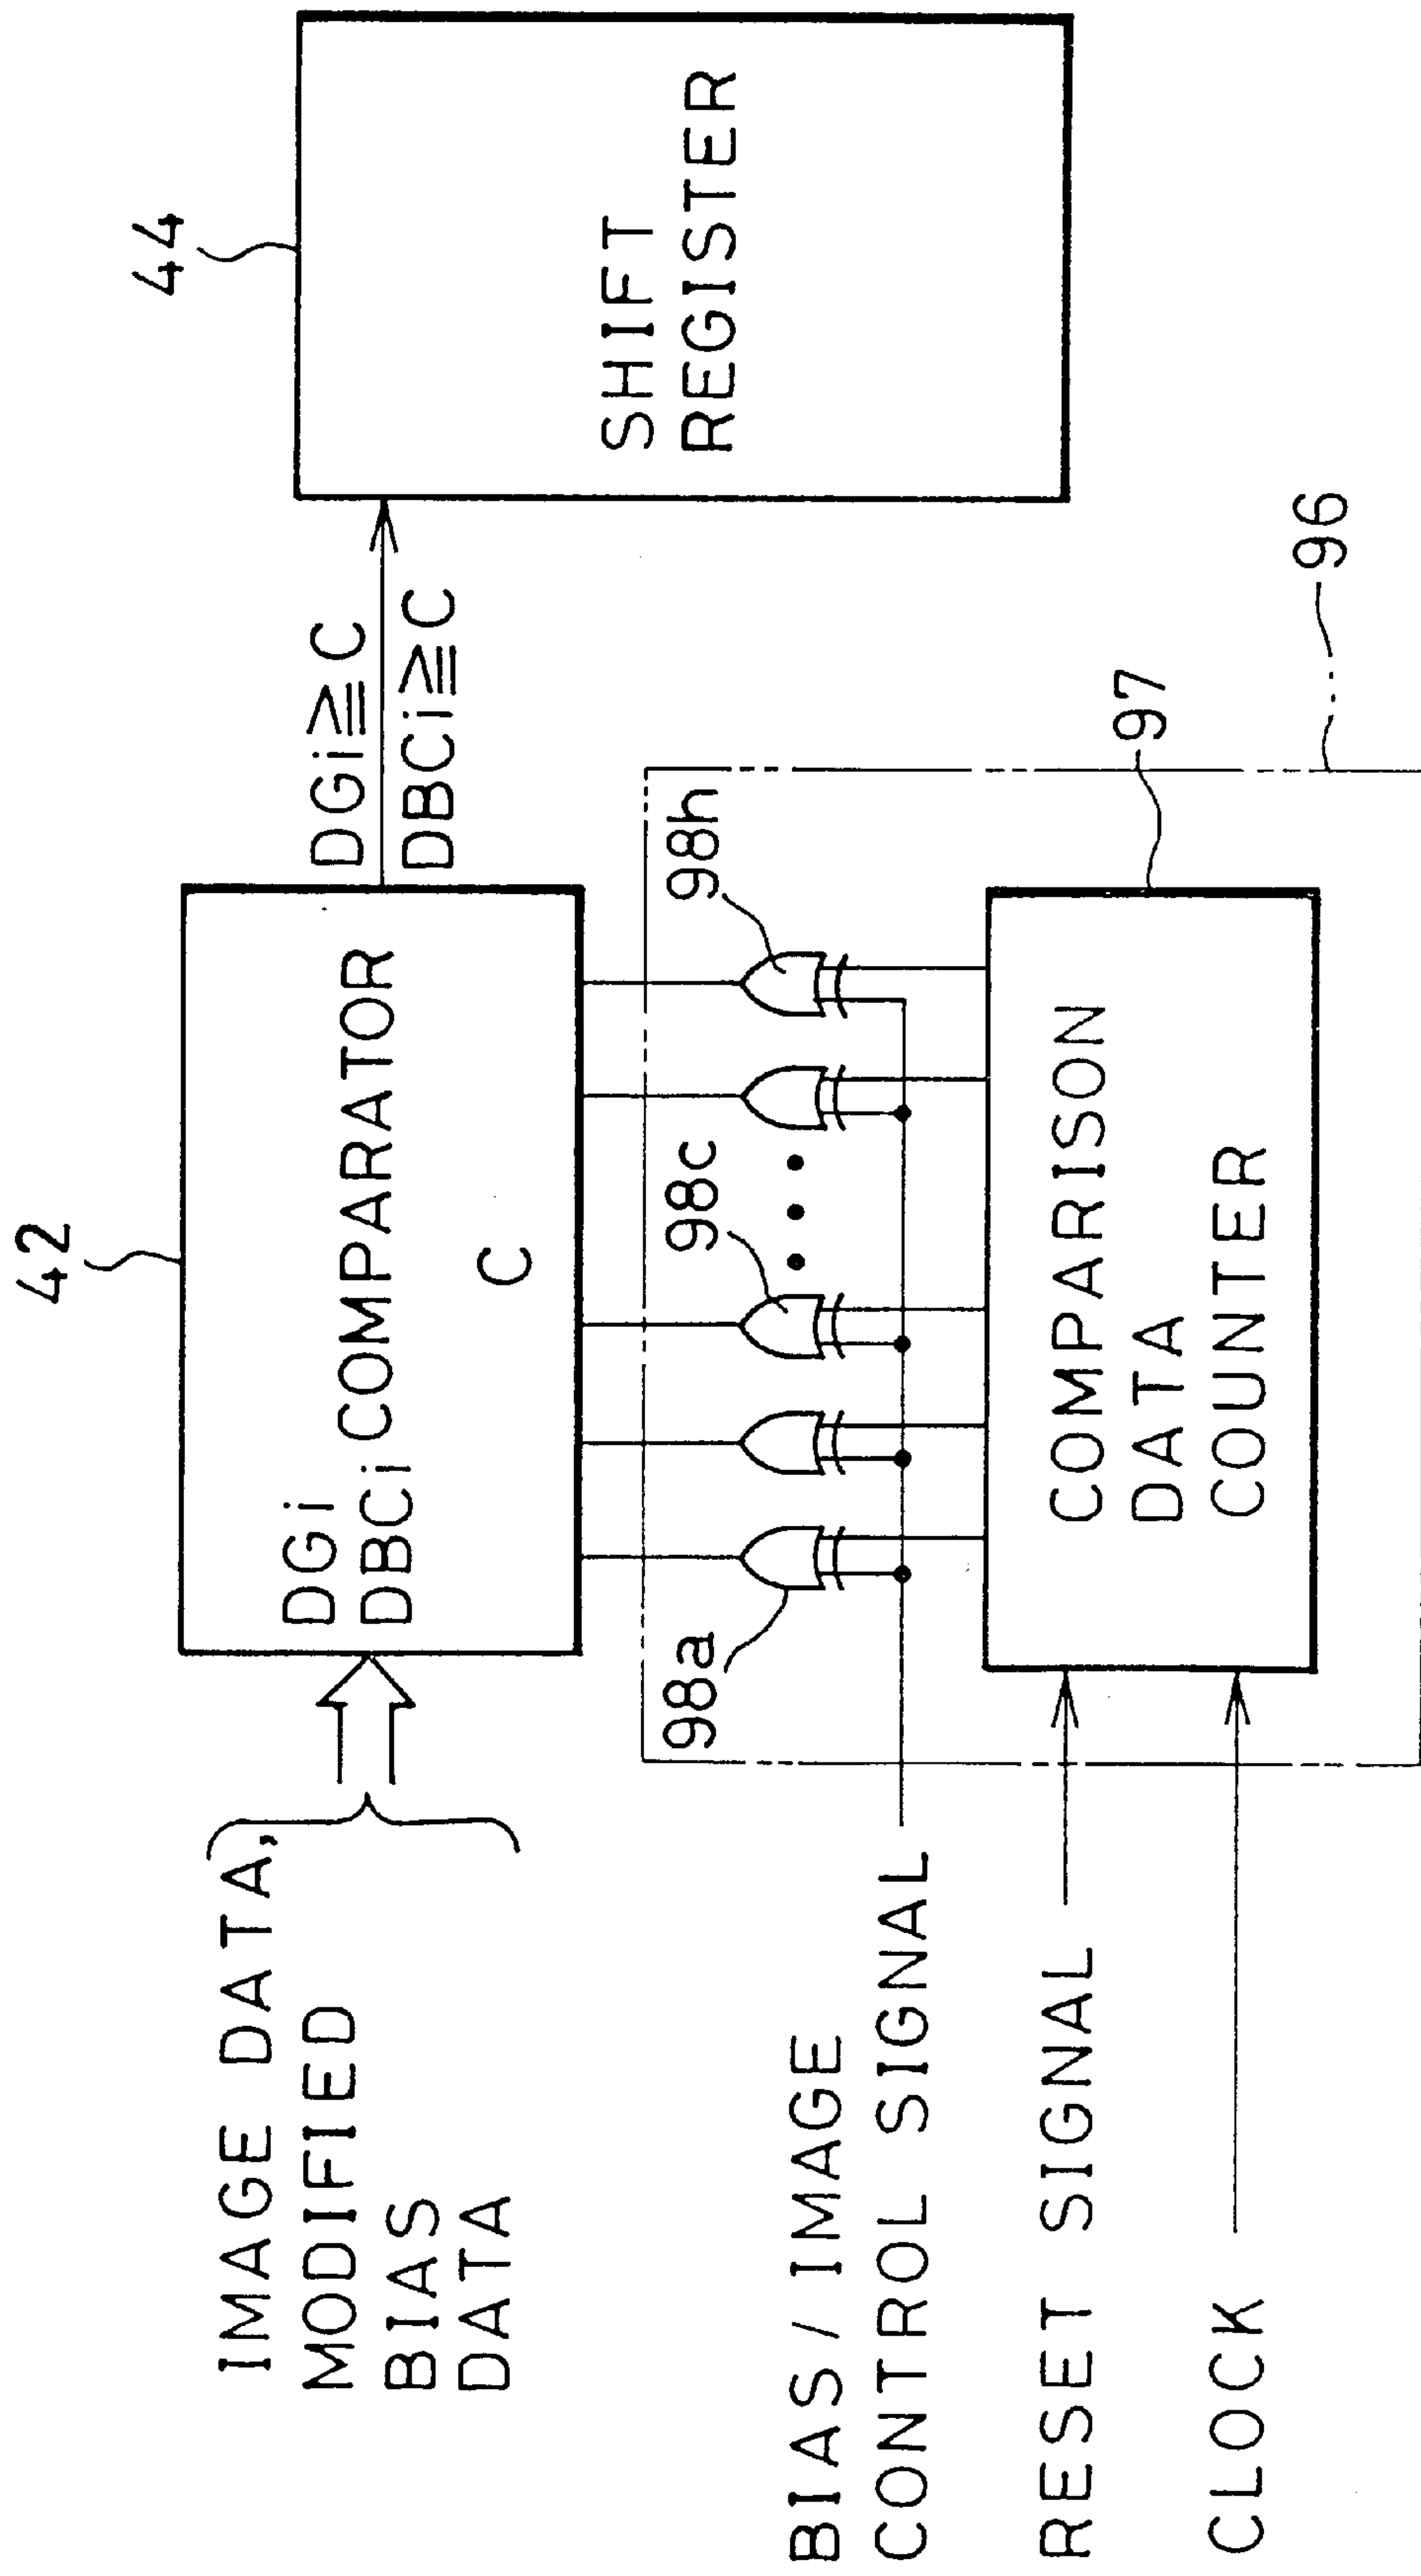 42
44
IMAGE DATA,
MODIFIED
BIAS
DATA
DGi
DBCi COMPARATOR
C
DGi≧C
DBCi≧C
SHIFT
REGISTER
98a
98c
98h
BIAS/IMAGE
CONTROL SIGNAL
RESET SIGNAL
CLOCK
COMPARISON
DATA
COUNTER
97
96